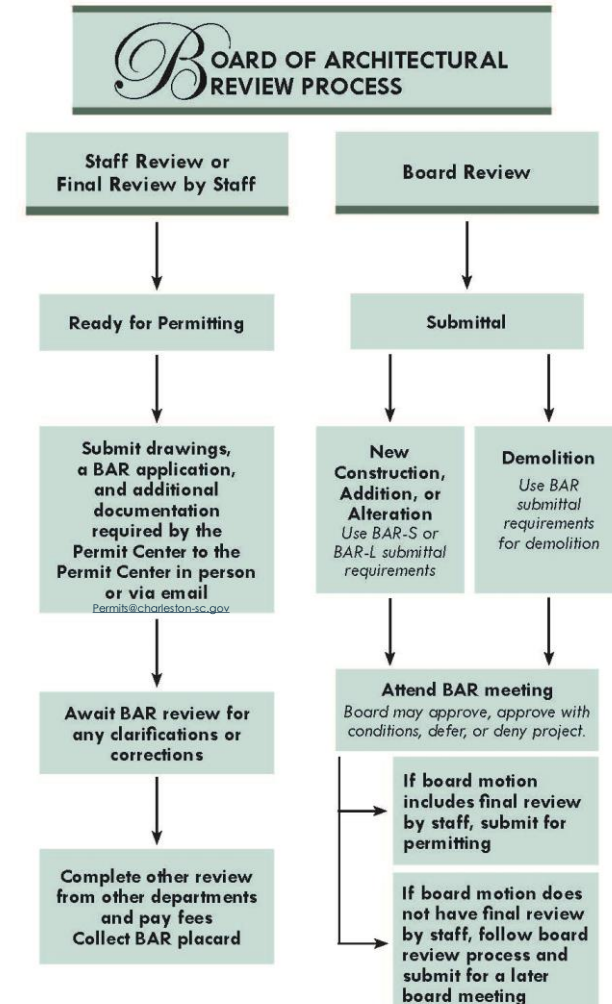 BOARD OF ARCHITECTURAL
REVIEW PROCESS
Staff Review or
Final Review by Staff
Ready for Permitting
Submit drawings,
a BAR application,
and additional
documentation
required by the
Permit Center to the
Permit Center in person
or via email
Permits@charleston-sc.gov
Await BAR review for
any clarifications or
corrections
Complete other review
from other departments
and pay fees
Collect BAR placard
Board Review
Submittal
New
Construction,
Addition, or
Alteration
Use BAR-S or
BAR-L submittal
requirements
Demolition
Use BAR
submittal
requirements
for demolition
Attend BAR meeting
Board may approve, approve with
conditions, defer, or deny project.
If board motion
includes final review
by staff, submit for
permitting
If board motion does
not have final review
by staff, follow board
review process and
submit for a later
board meeting